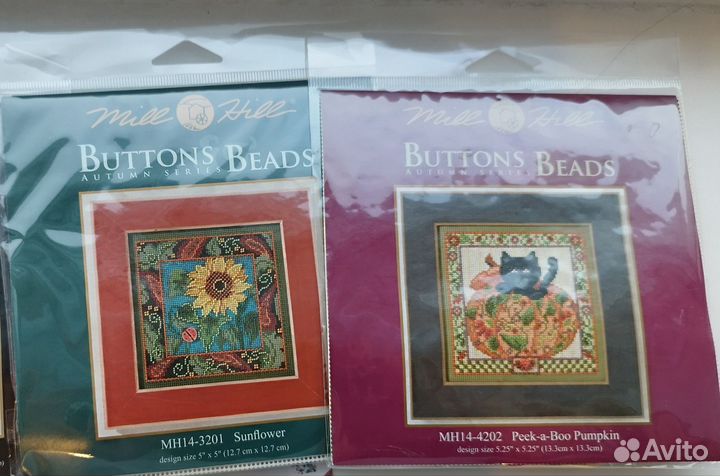 Mill Hill
BUTTONS BEADS
AUTUMN SERIES
MH14-3201 Sunflower
design size 5" x 5" (12.7 cm x 12.7 cm)
Mill Hill
BUTTONS BEADS
AUTUMN SERIES
MH14-4202 Peek-a-Boo Pumpkin
design size 5.25" x 5.25" (13.3cm x 13.3cm)
Avito